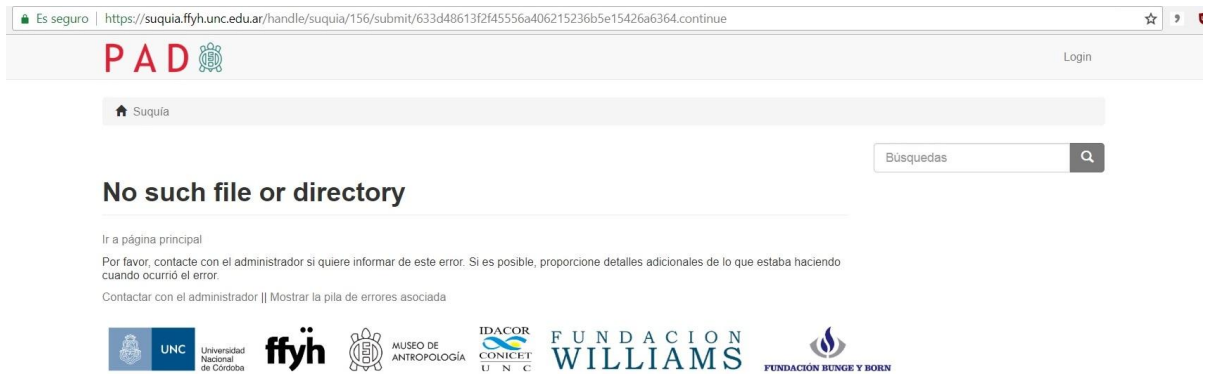 Es seguro | https://suquia.ffyh.unc.edu.ar/handle/suquia/156/submit/633d48613f2f45556a406215236b5e15426a6364.continue
PAD
Login
Suquía
Búsquedas
No such file or directory
Ir a página principal
Por favor, contacte con el administrador si quiere informar de este error. Si es posible, proporcione detalles adicionales de lo que estaba haciendo
cuando ocurrió el error.
Contactar con el administrador || Mostrar la pila de errores asociada
UNC
Universidad
Nacional
de Córdoba
ffyh
MUSEO DE
ANTROPOLOGÍA
IDACOR
CONICET
U N C
FUNDACION
WILLIAMS
FUNDACIÓN BUNGE Y BORN